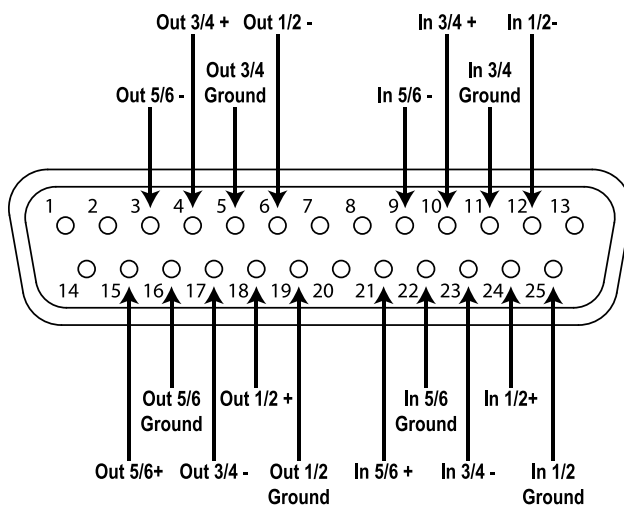 Out 3/4 + Out 1/2 - In 3/4 + In 1/2-
Out 5/6 - Out 3/4 In 5/6 - In 3/4
Ground Ground
1 2 3 4 5 6 7 8 9 10 11 12 13
14 15 16 17 18 19 20 21 22 23 24 25
Out 5/6 Out 1/2 + In 5/6 In 1/2+
Ground Ground
Out 5/6+ Out 3/4 - Out 1/2 In 5/6 + In 3/4 - In 1/2
Ground Ground